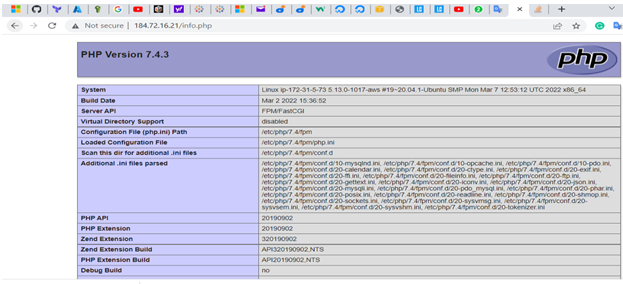 Not secure | 184.72.16.21/info.php
PHP Version 7.4.3
php
System Linux ip-172-31-5-73 5.13.0-1017-aws #19~20.04.1-Ubuntu SMP Mon Mar 7 12:53:12 UTC 2022 x86_64
Build Date Mar 2 2022 15:36:52
Server API FPM/FastCGI
Virtual Directory Support disabled
Configuration File (php.ini) Path /etc/php/7.4/fpm
Loaded Configuration File /etc/php/7.4/fpm/php.ini
Scan this dir for additional .ini files /etc/php/7.4/fpm/conf.d
Additional .ini files parsed /etc/php/7.4/fpm/conf.d/10-mysqlnd.ini, /etc/php/7.4/fpm/conf.d/10-opcache.ini, /etc/php/7.4/fpm/conf.d/10-pdo.ini,
/etc/php/7.4/fpm/conf.d/20-calendar.ini, /etc/php/7.4/fpm/conf.d/20-ctype.ini, /etc/php/7.4/fpm/conf.d/20-exif.ini,
/etc/php/7.4/fpm/conf.d/20-ffi.ini, /etc/php/7.4/fpm/conf.d/20-fileinfo.ini, /etc/php/7.4/fpm/conf.d/20-ftp.ini,
/etc/php/7.4/fpm/conf.d/20-gettext.ini, /etc/php/7.4/fpm/conf.d/20-iconv.ini, /etc/php/7.4/fpm/conf.d/20-json.ini,
/etc/php/7.4/fpm/conf.d/20-mysqli.ini, /etc/php/7.4/fpm/conf.d/20-pdo_mysql.ini, /etc/php/7.4/fpm/conf.d/20-phar.ini,
/etc/php/7.4/fpm/conf.d/20-posix.ini, /etc/php/7.4/fpm/conf.d/20-readline.ini, /etc/php/7.4/fpm/conf.d/20-shmop.ini,
/etc/php/7.4/fpm/conf.d/20-sockets.ini, /etc/php/7.4/fpm/conf.d/20-sysvmsg.ini, /etc/php/7.4/fpm/conf.d/20-
sysvsem.ini, /etc/php/7.4/fpm/conf.d/20-sysvshm.ini, /etc/php/7.4/fpm/conf.d/20-tokenizer.ini
PHP API 20190902
PHP Extension 20190902
Zend Extension 320190902
Zend Extension Build API320190902,NTS
PHP Extension Build API20190902,NTS
Debug Build no